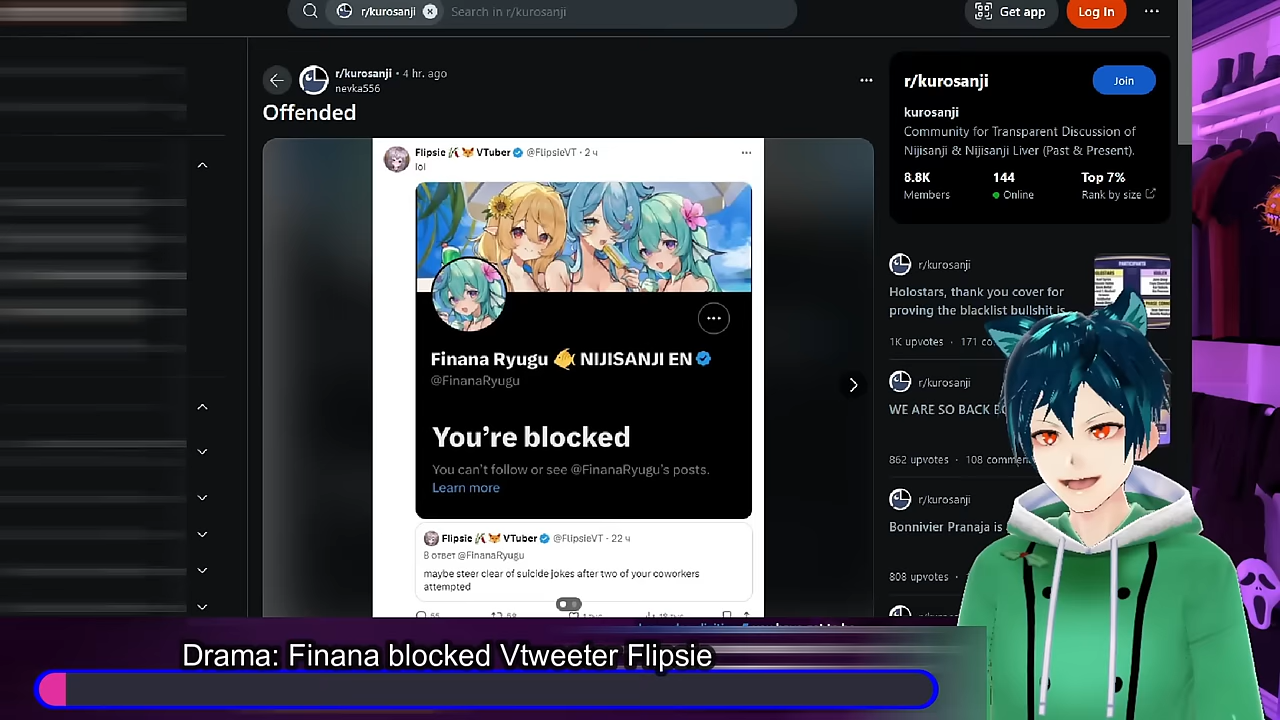 r/kurosanji
Search in r/kurosanji
Get app
Log In
r/kurosanji • 4 hr. ago
nevka556
Offended
Flipsie VTuber @FlipsieVT · 2 ч
lol
Finana Ryugu NIJISANJI EN
@FinanaRyugu
You're blocked
You can't follow or see @FinanaRyugu's posts.
Learn more
Flipsie VTuber @FlipsieVT · 22 ч
В ответ @FinanaRyugu
maybe steer clear of suicide jokes after two of your coworkers
attempted
r/kurosanji
Join
kurosanji
Community for Transparent Discussion of
Nijisanji & Nijisanji Liver (Past & Present).
8.8K
144
Top 7%
Members
Online
Rank by size
r/kurosanji
Holostars, thank you cover for
proving the blacklist bullshit is
1K upvotes · 171 co
r/kurosanji
WE ARE SO BACK
862 upvotes · 108 commen
r/kurosanji
Bonnivier Pranaja is
808 upvotes ·
Drama: Finana blocked Vtweeter Flipsie